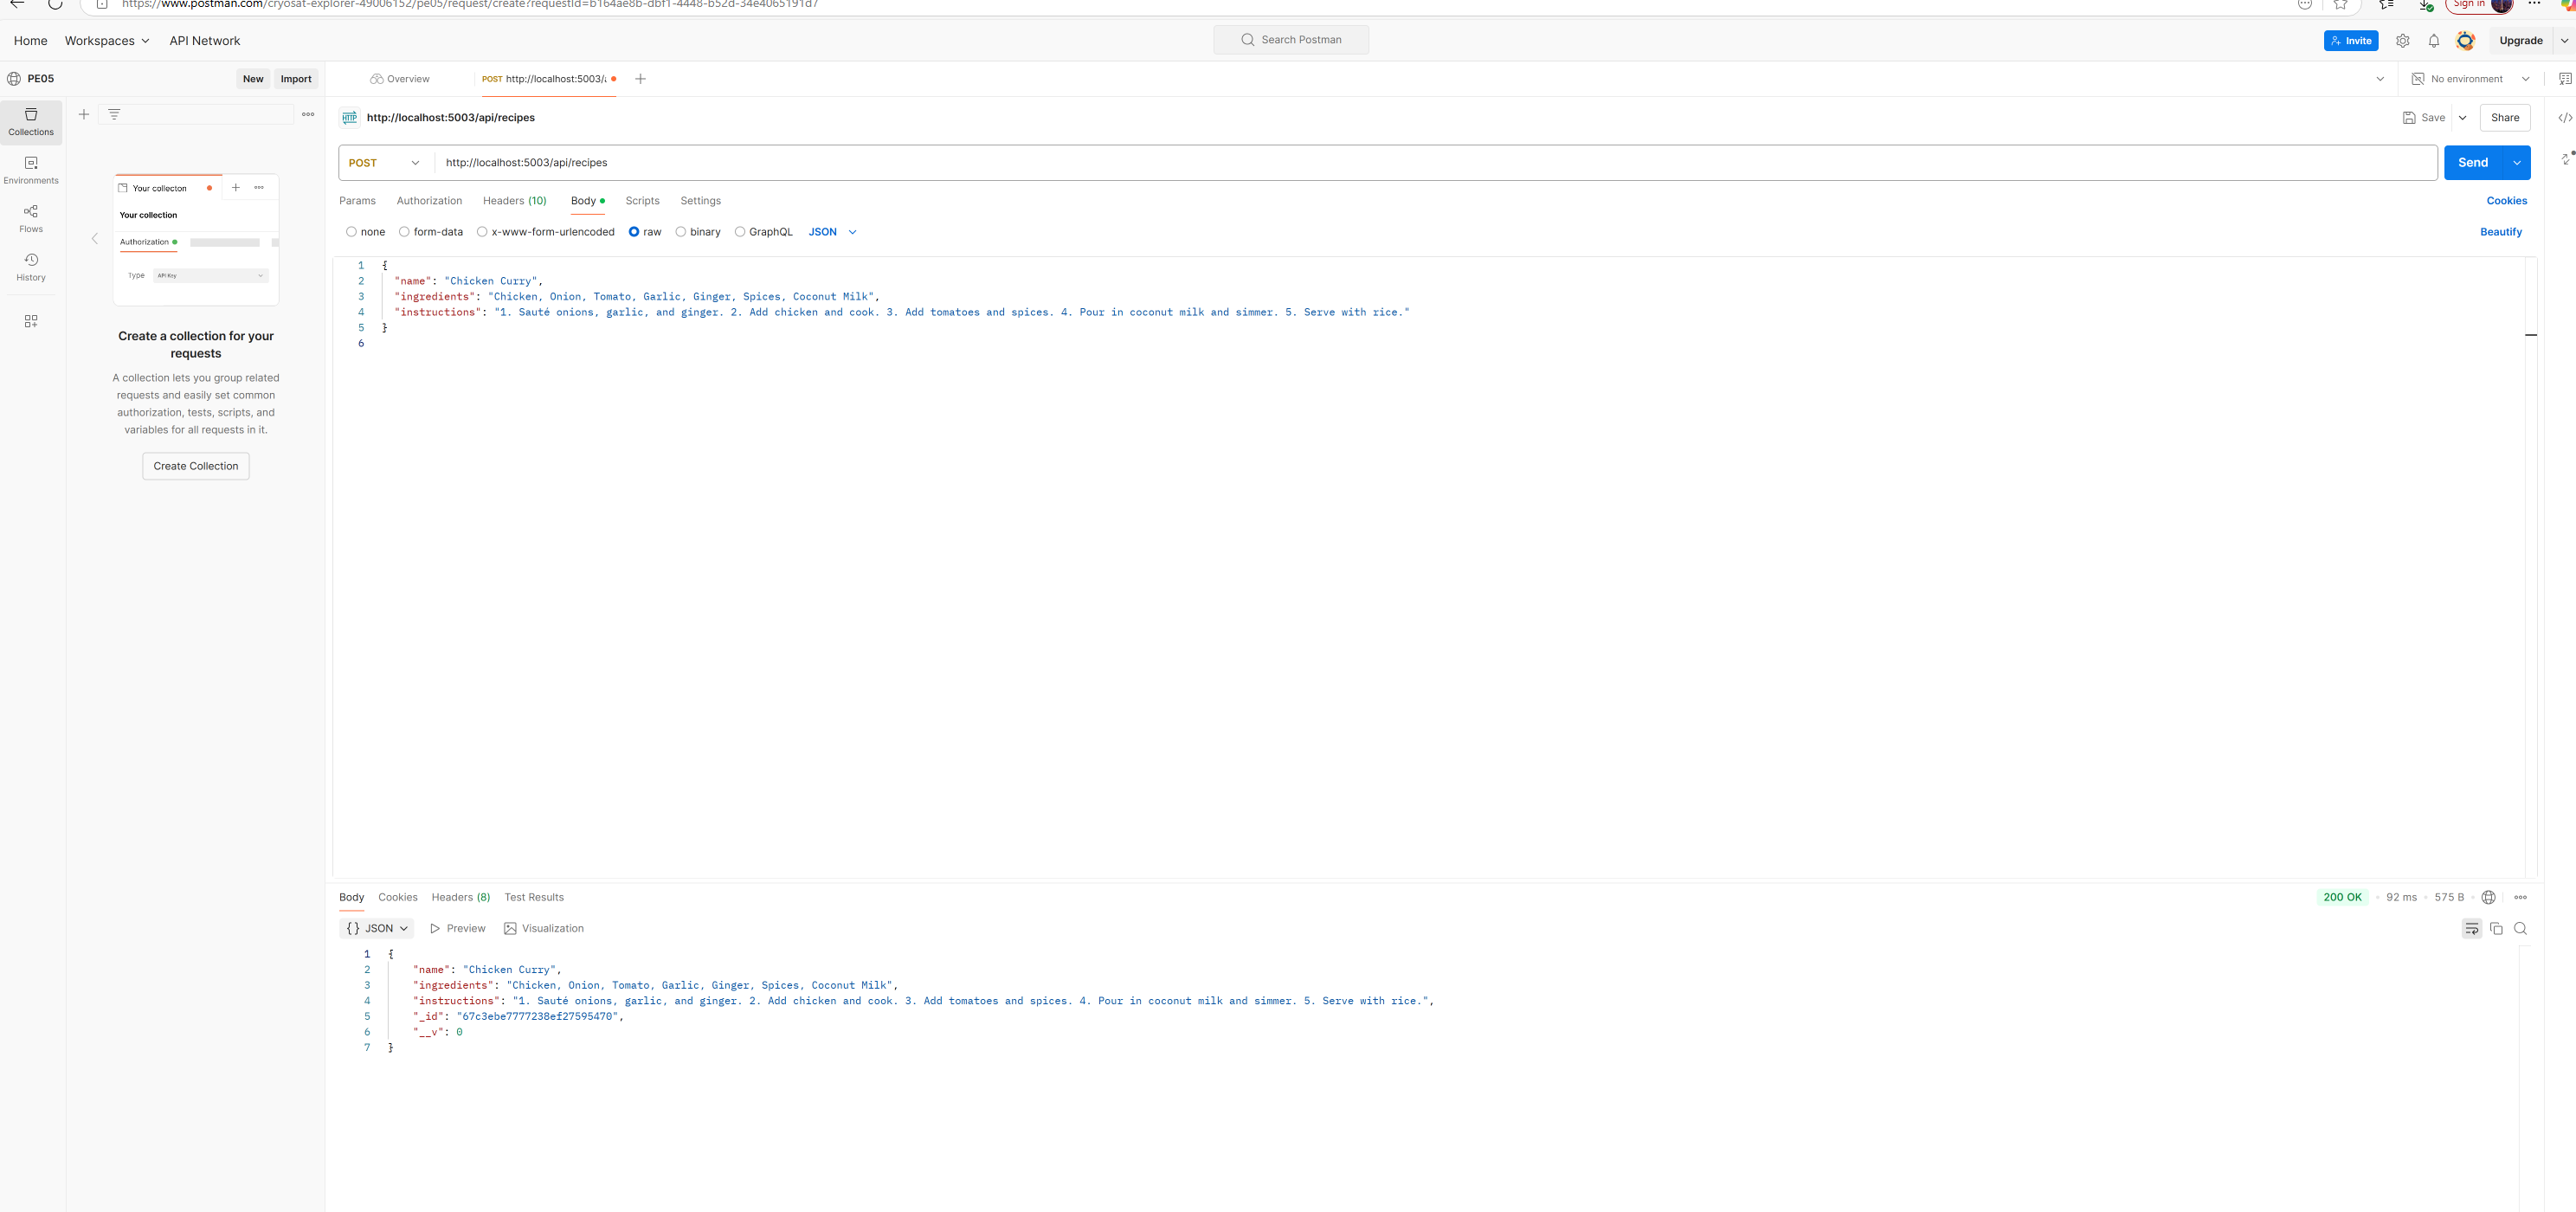 https://www.postman.com/cryosat-explorer-49006152/pe05/request/create?requestId=b164ae8b-dbf1-4448-b52d-34e4065191d7
Sign in
Home Workspaces API Network
Search Postman
Invite
Upgrade
PE05
New Import
Overview
POST http://localhost:5003/a
No environment
Collections
Environments
Flows
History
Your collecton
Your collection
Authorization
Type API Key
Create a collection for your
requests
A collection lets you group related
requests and easily set common
authorization, tests, scripts, and
variables for all requests in it.
Create Collection
HTTP http://localhost:5003/api/recipes
Save Share
POST http://localhost:5003/api/recipes
Send
Params Authorization Headers (10) Body Scripts Settings
Cookies
none form-data x-www-form-urlencoded raw binary GraphQL JSON
Beautify
1 {
2 "name": "Chicken Curry",
3 "ingredients": "Chicken, Onion, Tomato, Garlic, Ginger, Spices, Coconut Milk",
4 "instructions": "1. Sauté onions, garlic, and ginger. 2. Add chicken and cook. 3. Add tomatoes and spices. 4. Pour in coconut milk and simmer. 5. Serve with rice."
5 }
6
Body Cookies Headers (8) Test Results
200 OK 92 ms 575 B
{} JSON Preview Visualization
1 {
2 "name": "Chicken Curry",
3 "ingredients": "Chicken, Onion, Tomato, Garlic, Ginger, Spices, Coconut Milk",
4 "instructions": "1. Sauté onions, garlic, and ginger. 2. Add chicken and cook. 3. Add tomatoes and spices. 4. Pour in coconut milk and simmer. 5. Serve with rice.",
5 "_id": "67c3ebe7777238ef27595470",
6 "__v": 0
7 }